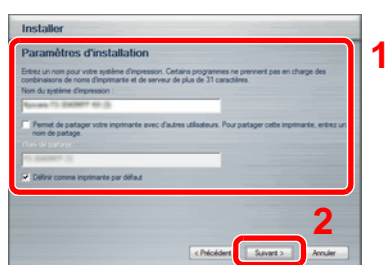 Installer
Paramètres d'installation
Entrez un nom pour votre système d'impression. Certains programmes ne prennent pas en charge des
combinaisons de noms d'imprimante et de serveur de plus de 31 caractères.
Nom du système d'impression :
Permet de partager votre imprimante avec d'autres utilisateurs. Pour partager cette imprimante, entrez un
nom de partage.
Nom de partage :
Définir comme imprimante par défaut
< Précédent
Suivant >
Annuler
1
2